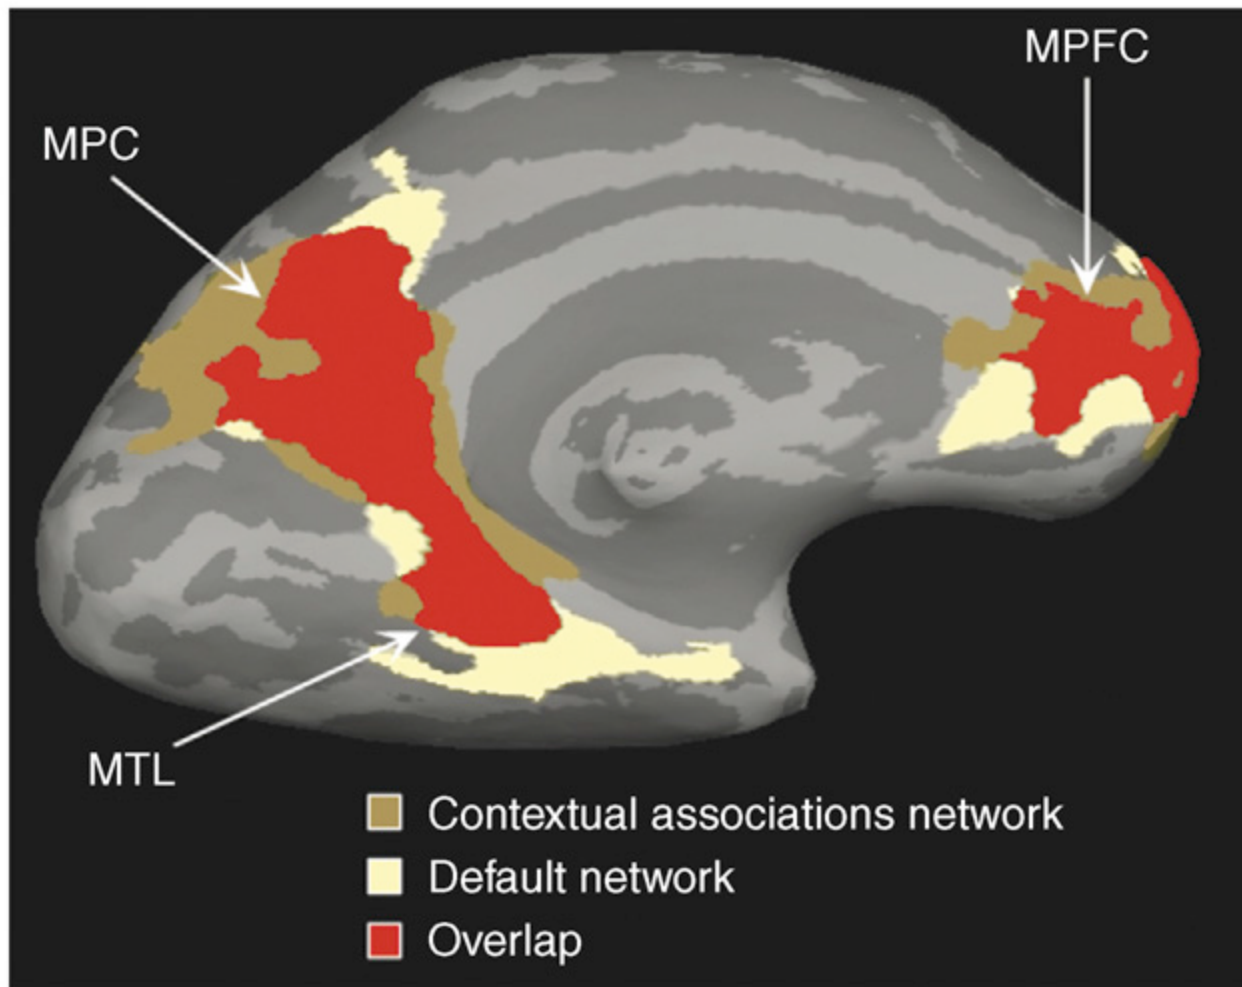 MPFC
MPC
MTL
Contextual associations network
Default network
Overlap